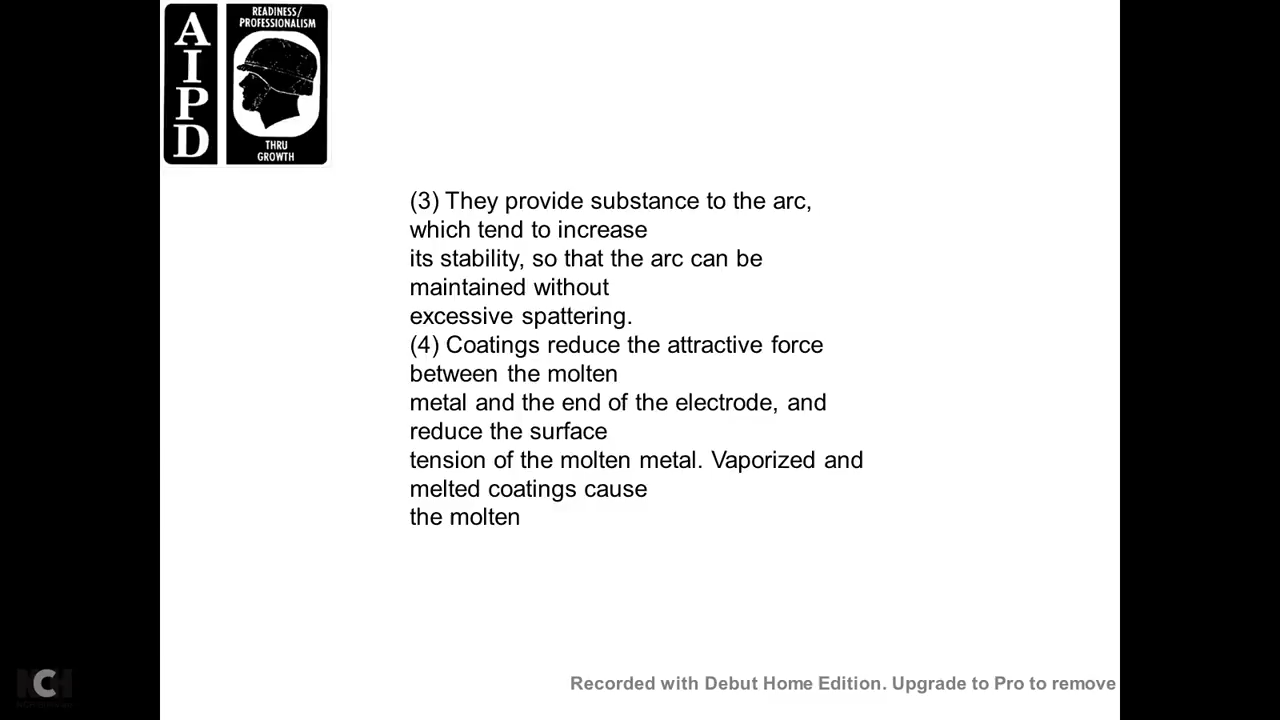 AIPD
READINESS/
PROFESSIONALISM
THRU
GROWTH
(3) They provide substance to the arc,
which tend to increase
its stability, so that the arc can be
maintained without
excessive spattering.
(4) Coatings reduce the attractive force
between the molten
metal and the end of the electrode, and
reduce the surface
tension of the molten metal. Vaporized and
melted coatings cause
the molten
Recorded with Debut Home Edition. Upgrade to Pro to remove